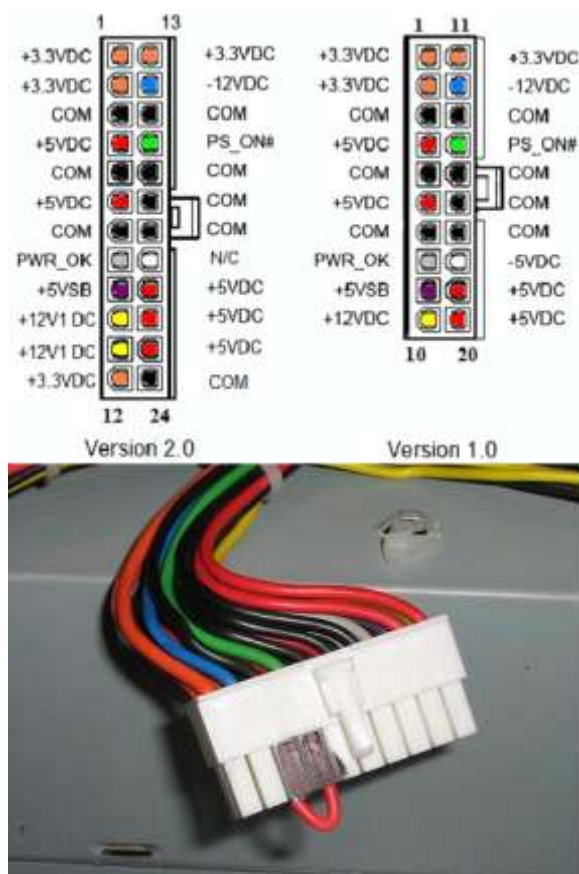 1 13
+3.3VDC +3.3VDC
+3.3VDC -12VDC
COM COM
+5VDC PS_ON#
COM COM
+5VDC COM
COM COM
PWR_OK N/C
+5VSB +5VDC
+12V1 DC +5VDC
+12V1 DC +5VDC
+3.3VDC COM
12 24
Version 2.0
1 11
+3.3VDC +3.3VDC
+3.3VDC -12VDC
COM COM
+5VDC PS_ON#
COM COM
+5VDC COM
COM COM
PWR_OK -5VDC
+5VSB +5VDC
+12VDC +5VDC
10 20
Version 1.0